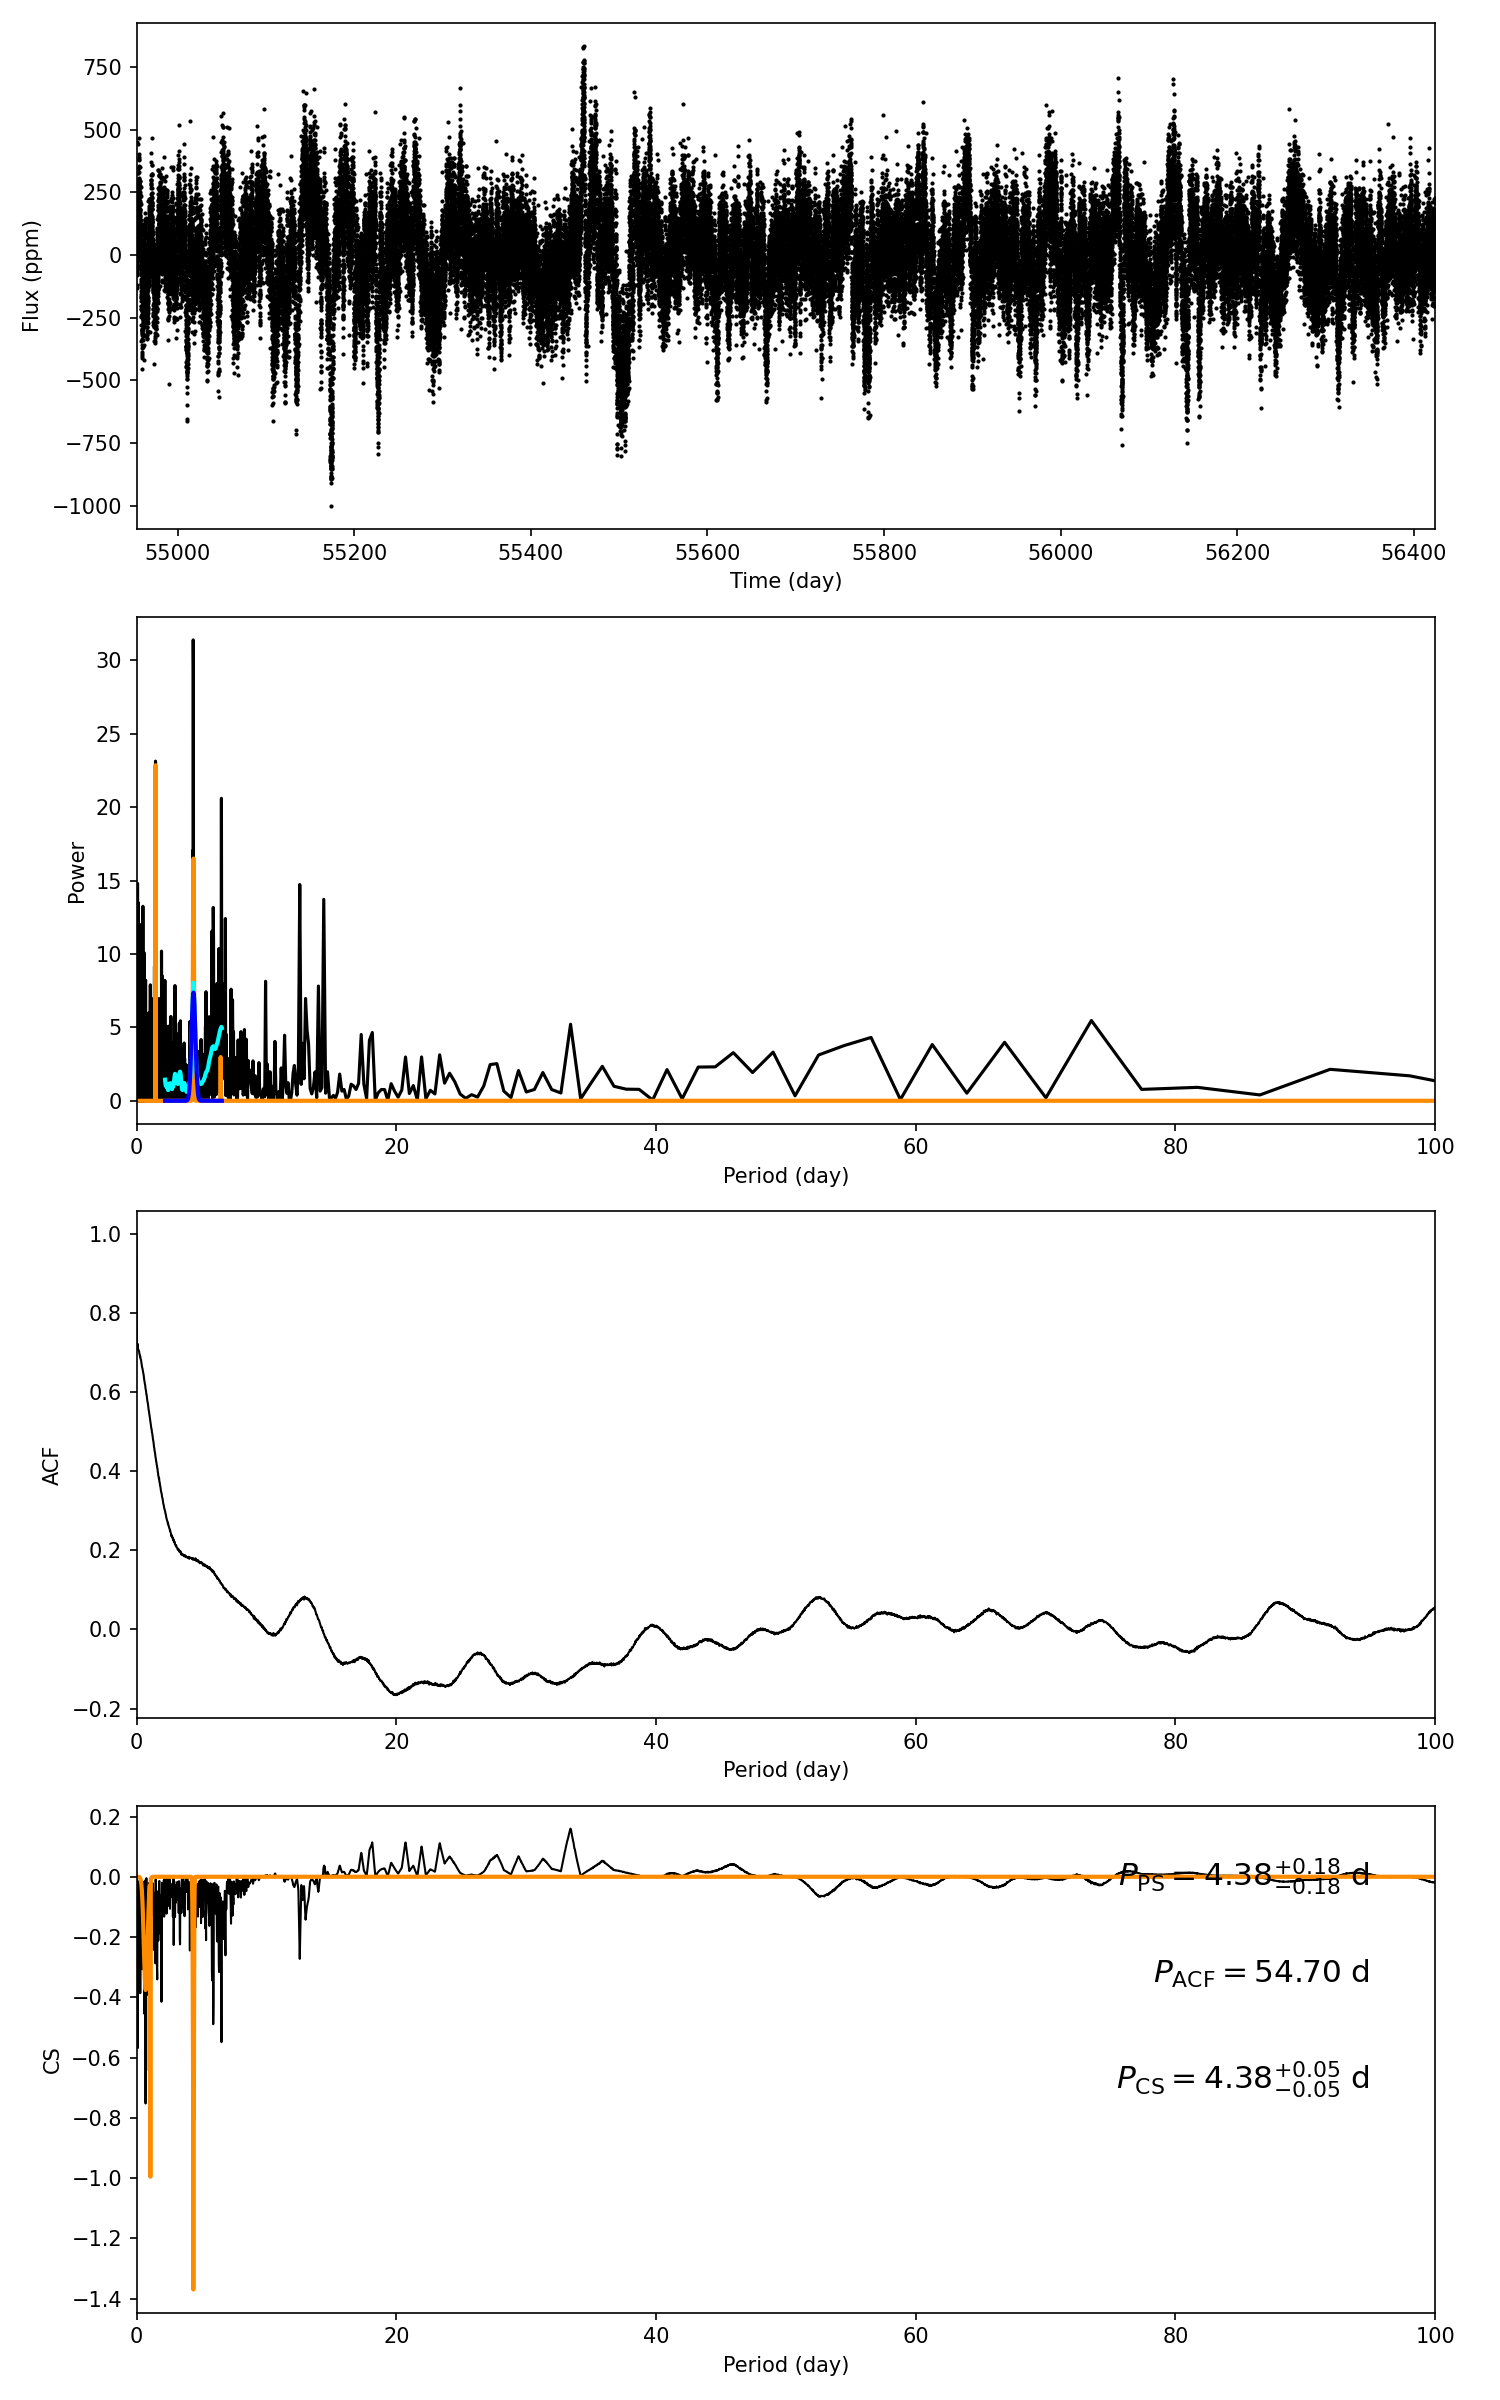 750
500
250
0
−250
−500
−750
−1000
Flux (ppm)
55000 55200 55400 55600 55800 56000 56200 56400
Time (day)
30
25
20
15
10
5
0
Power
0 20 40 60 80 100
Period (day)
1.0
0.8
0.6
0.4
0.2
0.0
−0.2
ACF
0 20 40 60 80 100
Period (day)
0.2
0.0
−0.2
−0.4
−0.6
−0.8
−1.0
−1.2
−1.4
CS
P_PS = 4.38 +0.18 −0.18 d
P_ACF = 54.70 d
P_CS = 4.38 +0.05 −0.05 d
0 20 40 60 80 100
Period (day)